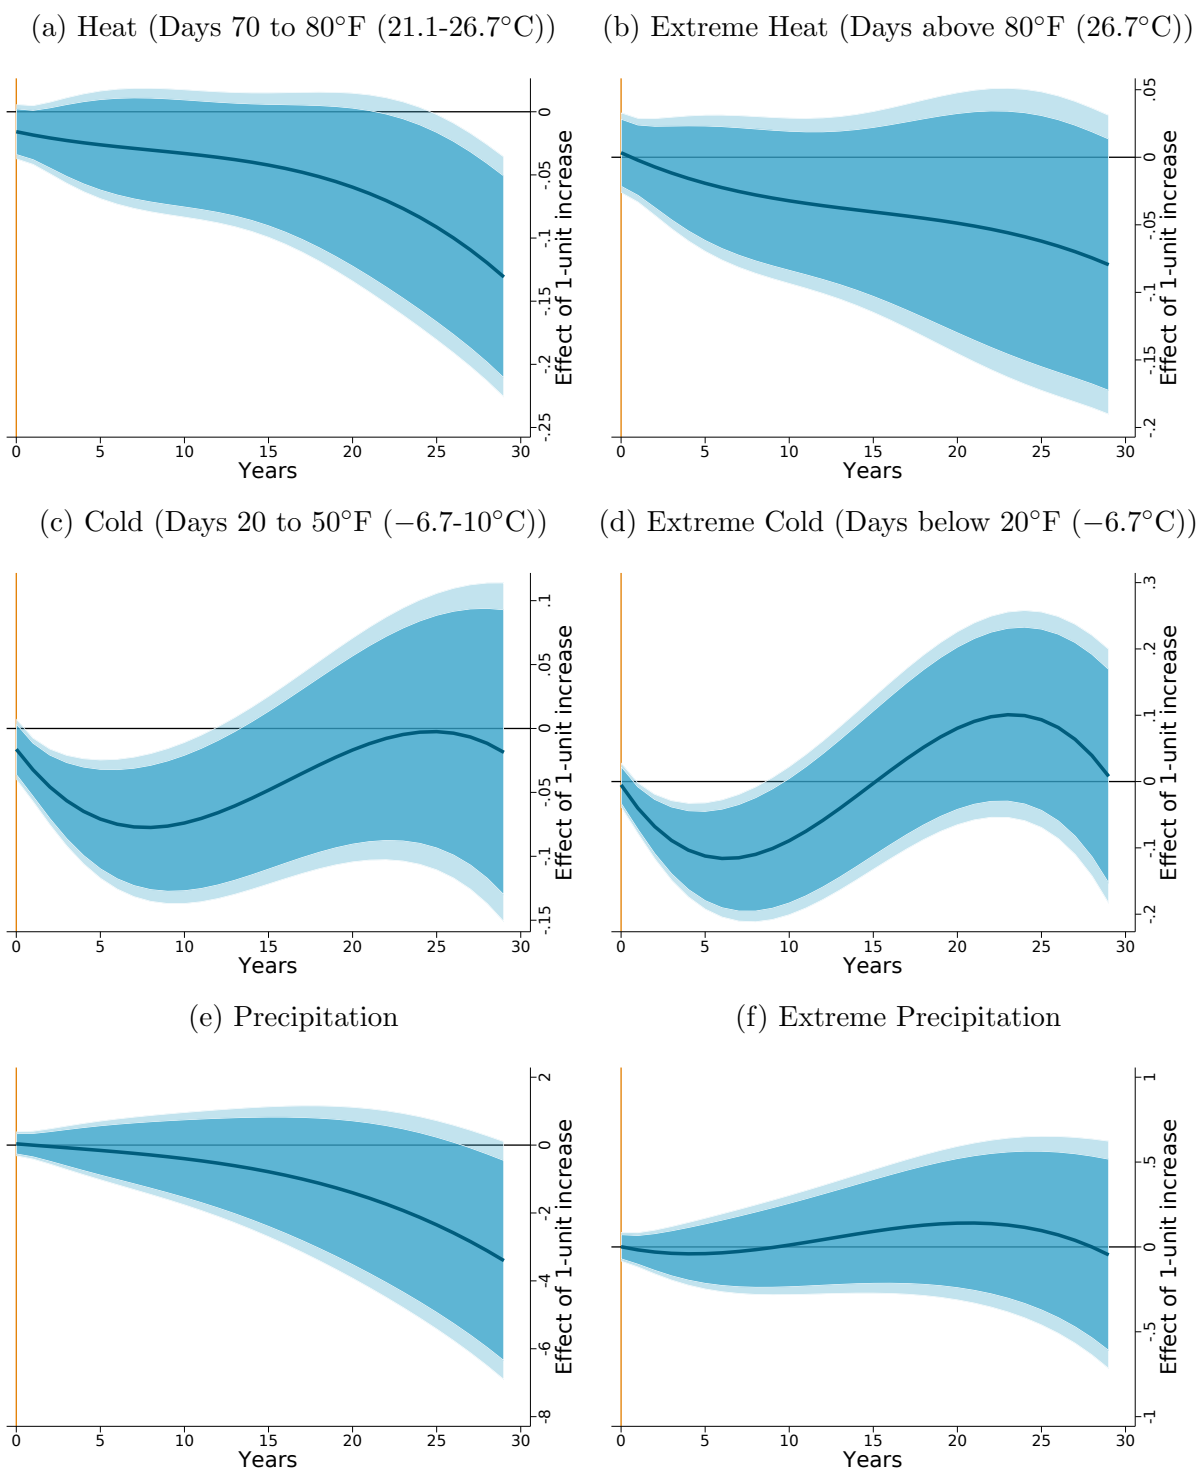 (a) Heat (Days 70 to 80°F (21.1-26.7°C))
0
-.05
-.1
-.15
-.2
-.25
Effect of 1-unit increase
0 5 10 15 20 25 30
Years
(b) Extreme Heat (Days above 80°F (26.7°C))
.05
0
-.05
-.1
-.15
-.2
Effect of 1-unit increase
0 5 10 15 20 25 30
Years
(c) Cold (Days 20 to 50°F (−6.7-10°C))
.1
.05
0
-.05
-.1
-.15
Effect of 1-unit increase
0 5 10 15 20 25 30
Years
(d) Extreme Cold (Days below 20°F (−6.7°C))
.3
.2
.1
0
-.1
-.2
Effect of 1-unit increase
0 5 10 15 20 25 30
Years
(e) Precipitation
2
0
-2
-4
-6
-8
Effect of 1-unit increase
0 5 10 15 20 25 30
Years
(f) Extreme Precipitation
1
.5
0
-.5
-1
Effect of 1-unit increase
0 5 10 15 20 25 30
Years